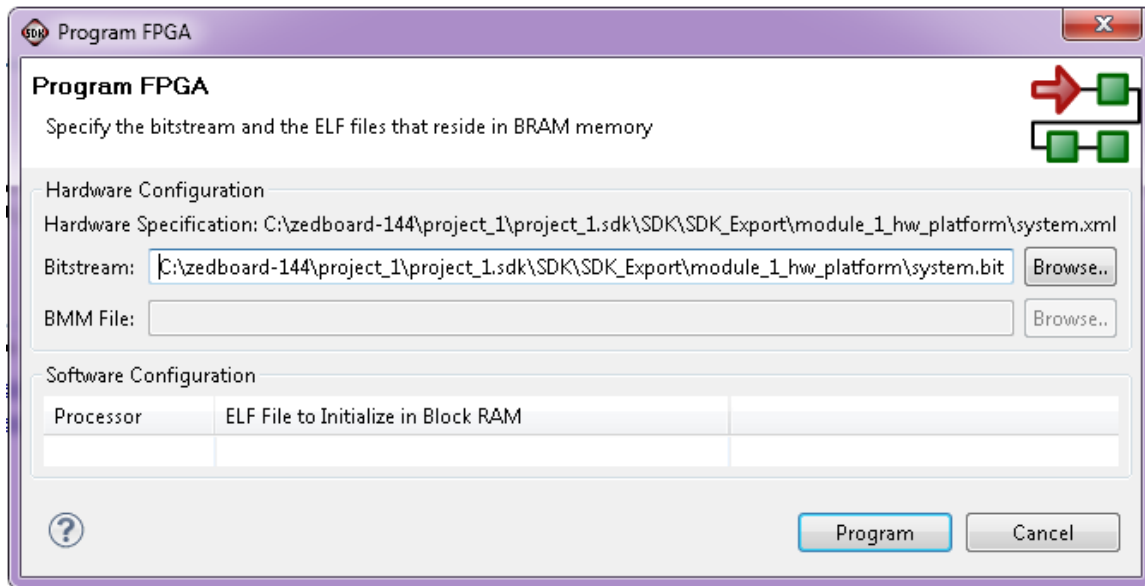 SDK Program FPGA
Program FPGA
Specify the bitstream and the ELF files that reside in BRAM memory
Hardware Configuration
Hardware Specification: C:\zedboard-144\project_1\project_1.sdk\SDK\SDK_Export\module_1_hw_platform\system.xml
Bitstream: C:\zedboard-144\project_1\project_1.sdk\SDK\SDK_Export\module_1_hw_platform\system.bit Browse..
BMM File: Browse..
Software Configuration
Processor ELF File to Initialize in Block RAM
? Program Cancel